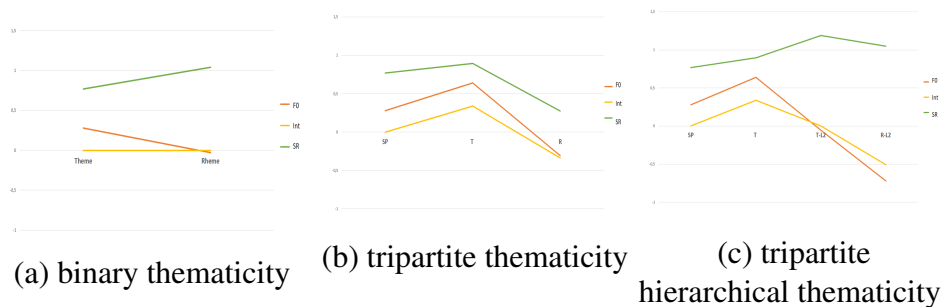 1,5
1
0,5
0
-0,5
-1
Theme
Rheme
F0
Int
SR
(a) binary thematicity
1,5
1
0,5
0
-0,5
-1
SP
T
R
F0
Int
SR
(b) tripartite thematicity
1,5
1
0,5
0
-0,5
-1
SP
T
T-L2
R-L2
F0
Int
SR
(c) tripartite
hierarchical thematicity